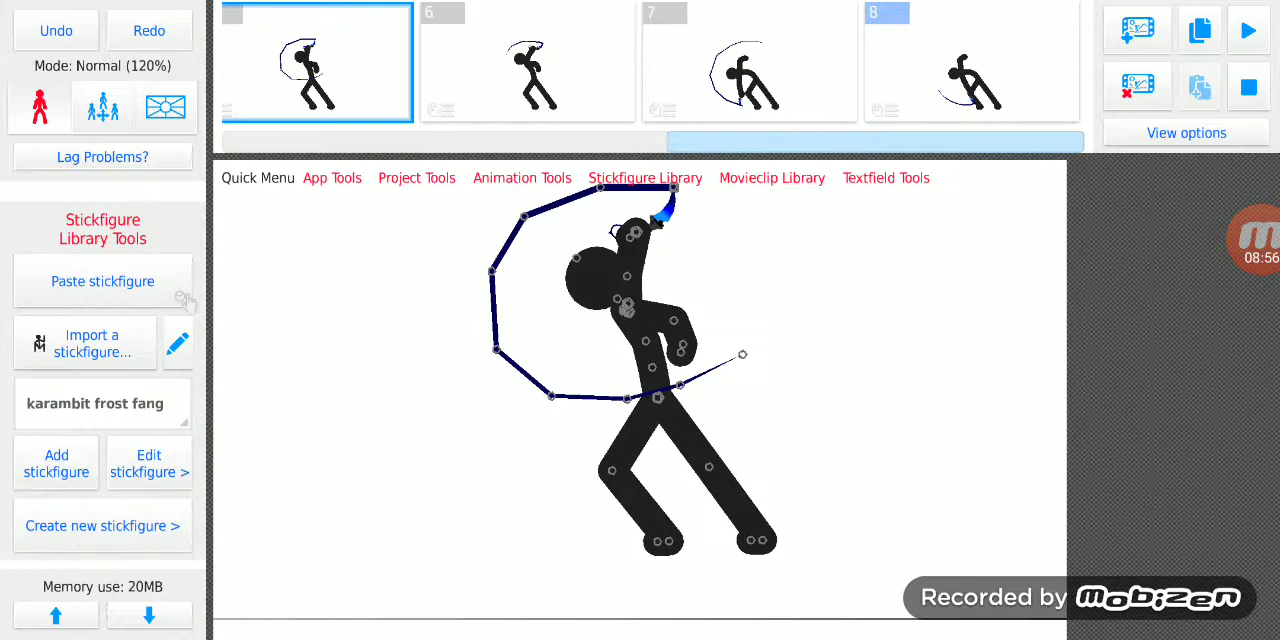 Undo
Redo
Mode: Normal (120%)
Lag Problems?
6
7
8
View options
Quick Menu App Tools Project Tools Animation Tools Stickfigure Library Movieclip Library Textfield Tools
Stickfigure
Library Tools
Paste stickfigure
Import a
stickfigure...
karambit frost fang
Add
stickfigure
Edit
stickfigure >
Create new stickfigure >
Memory use: 20MB
08:56
Recorded by mobizen